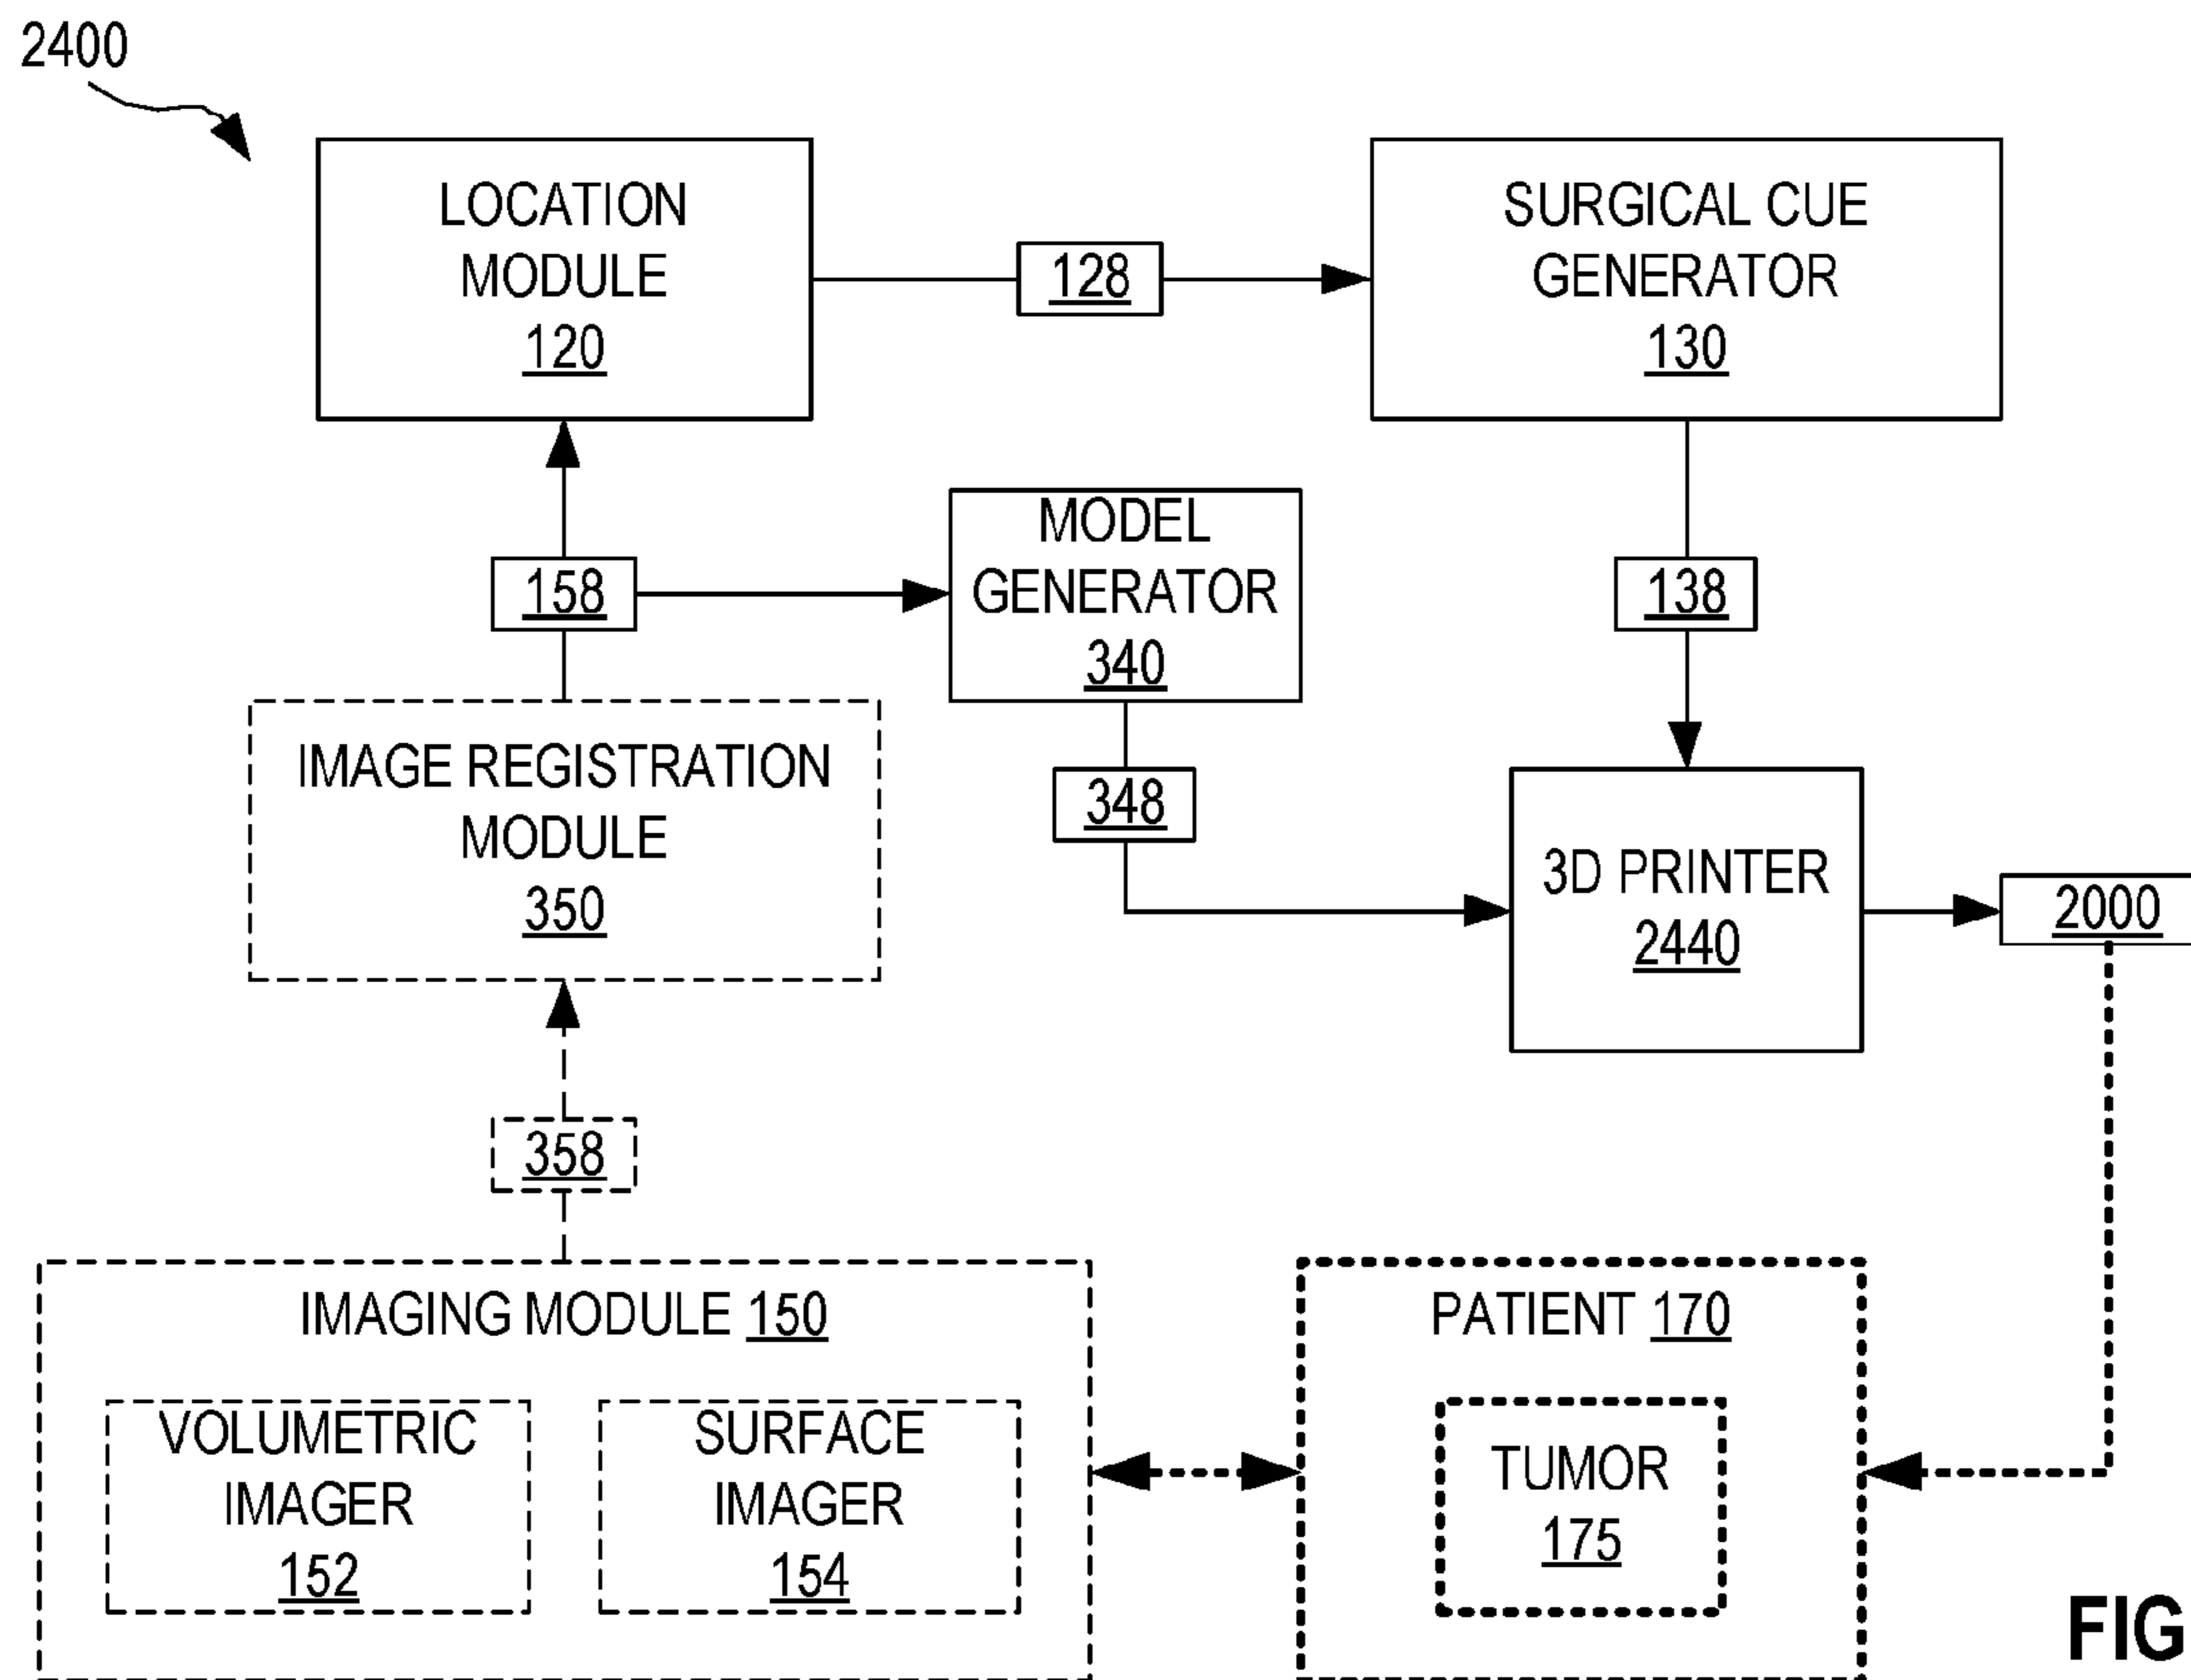 2400
LOCATION
MODULE
120
128
SURGICAL CUE
GENERATOR
130
158
MODEL
GENERATOR
340
138
IMAGE REGISTRATION
MODULE
350
348
3D PRINTER
2440
2000
358
IMAGING MODULE 150
VOLUMETRIC
IMAGER
152
SURFACE
IMAGER
154
PATIENT 170
TUMOR
175
FIG